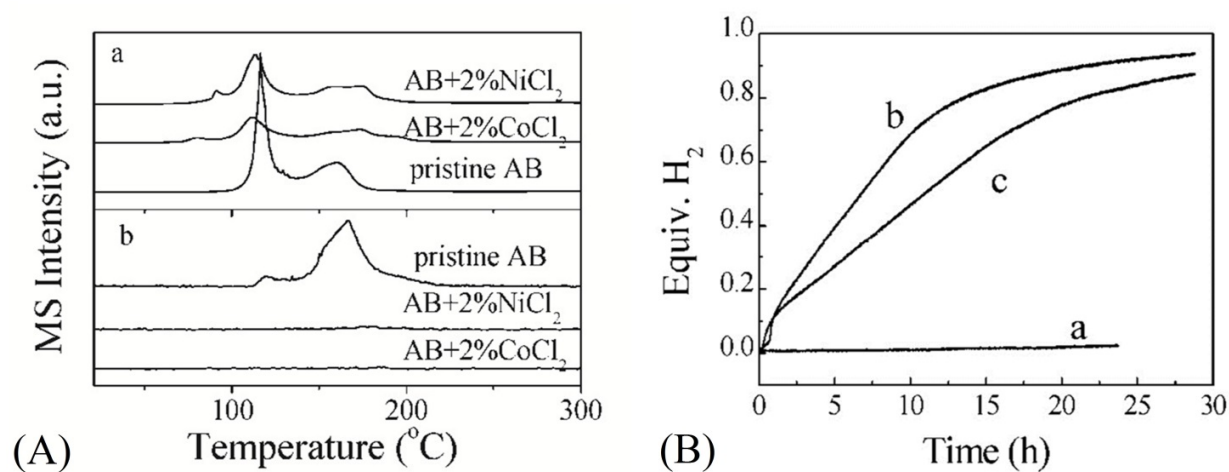 MS Intensity (a.u.)
a
AB+2%NiCl₂
AB+2%CoCl₂
pristine AB
b
pristine AB
AB+2%NiCl₂
AB+2%CoCl₂
100 200 300
Temperature (°C)
(A)
Equiv. H₂
1.0
0.8
0.6
0.4
0.2
0.0
b
c
a
0 5 10 15 20 25 30
Time (h)
(B)